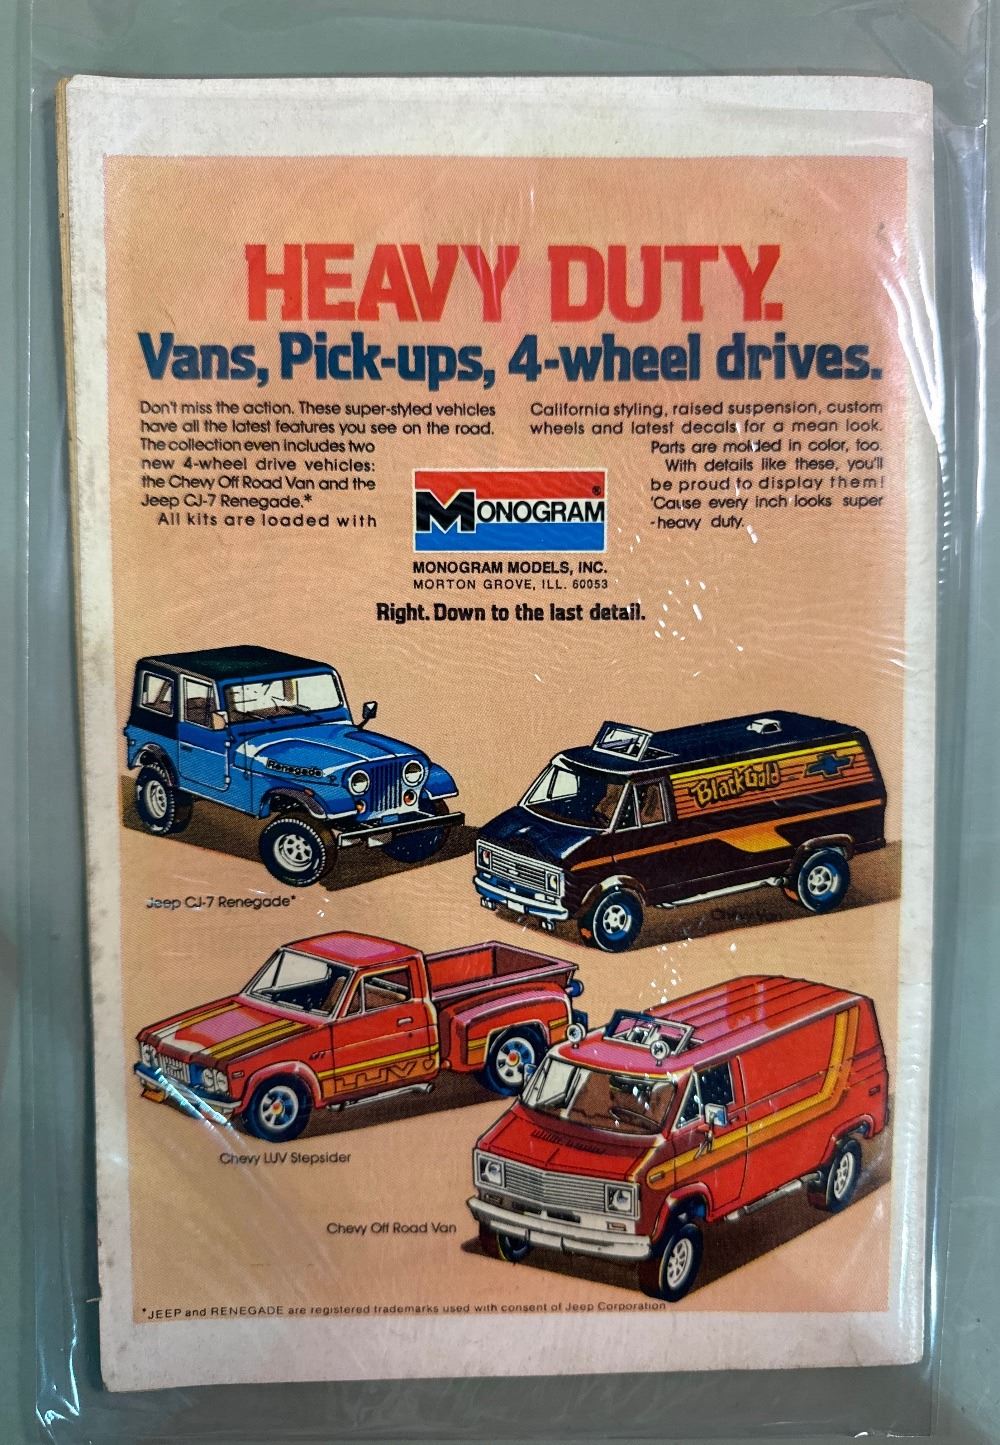 HEAVY DUTY.
Vans, Pick-ups, 4-wheel drives.
Don't miss the action. These super-styled vehicles
have all the latest features you see on the road.
The collection even includes two
new 4-wheel drive vehicles:
the Chevy Off Road Van and the
Jeep CJ-7 Renegade.*
All kits are loaded with
California styling, raised suspension, custom
wheels and latest decals for a mean look.
Parts are molded in color, too.
With details like these, you'll
be proud to display them!
'Cause every inch looks super
-heavy duty.
MONOGRAM®
MONOGRAM MODELS, INC.
MORTON GROVE, ILL. 60053
Right. Down to the last detail.
Renegade
Black Gold
Jeep CJ-7 Renegade*
Chevy Van
LUV
Chevy LUV Stepsider
Chevy Off Road Van
*JEEP and RENEGADE are registered trademarks used with consent of Jeep Corporation